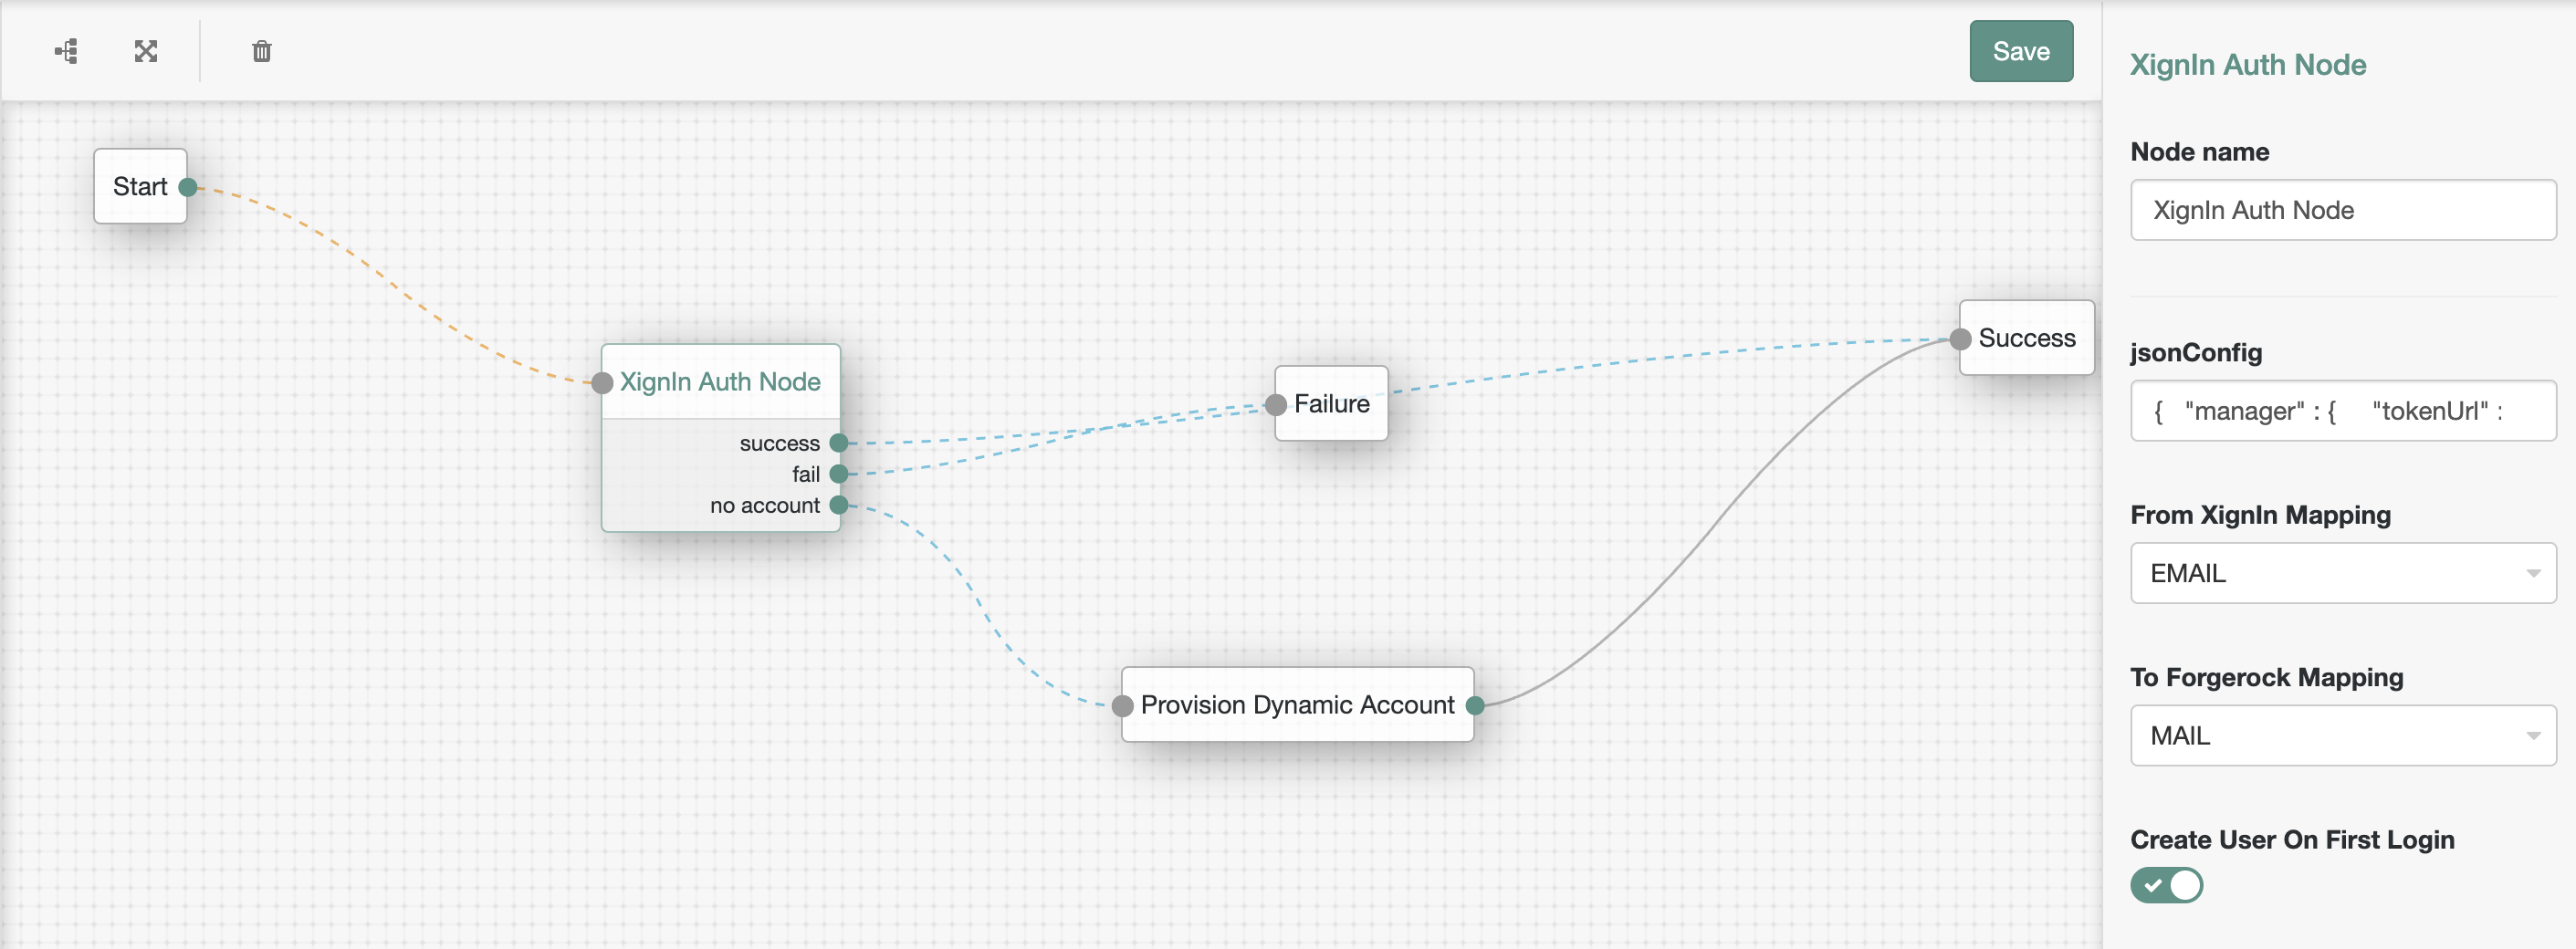 Save
Start
XignIn Auth Node
success
fail
no account
Failure
Success
Provision Dynamic Account
XignIn Auth Node
Node name
XignIn Auth Node
jsonConfig
{ "manager" : { "tokenUrl" :
From XignIn Mapping
EMAIL
To Forgerock Mapping
MAIL
Create User On First Login